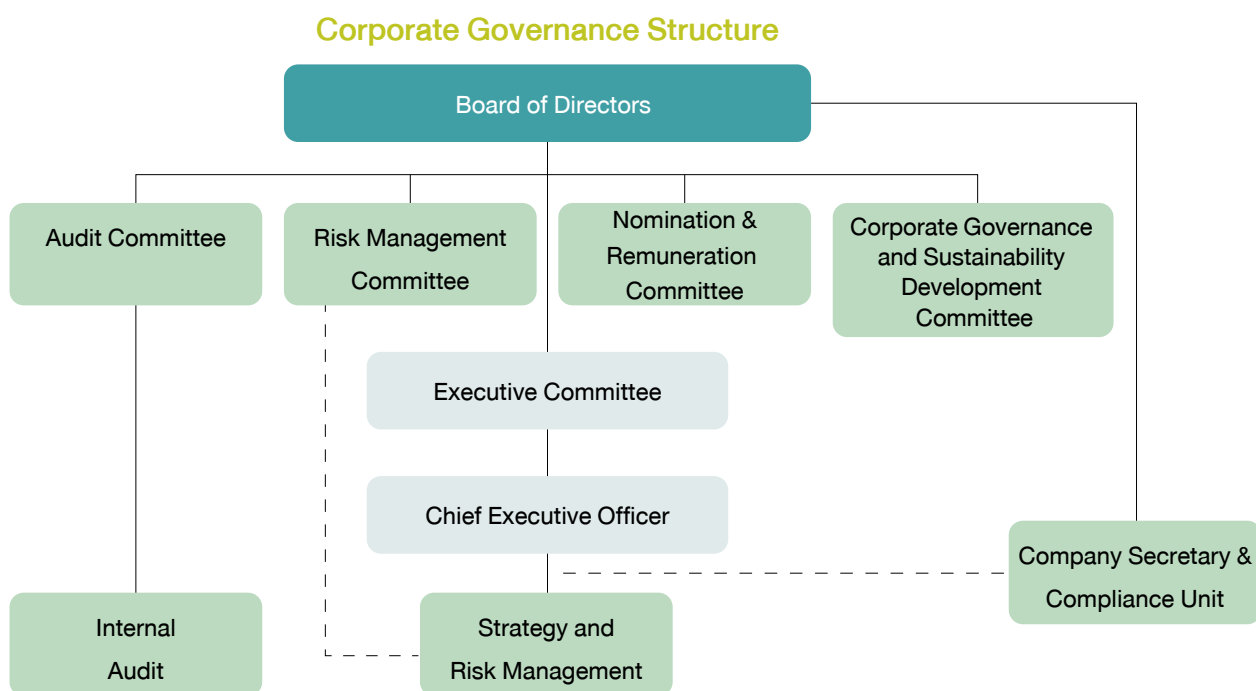 Corporate Governance Structure
Board of Directors
Audit Committee
Risk Management
Committee
Nomination &
Remuneration
Committee
Corporate Governance
and Sustainability
Development
Committee
Executive Committee
Chief Executive Officer
Company Secretary &
Compliance Unit
Internal
Audit
Strategy and
Risk Management